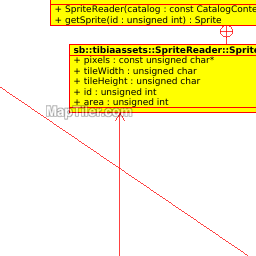 + SpriteReader(catalog : const CatalogConte
+ getSprite(id : unsigned int) : Sprite
sb::tibiaassets::SpriteReader::Sprite
+ pixels : const unsigned char*
+ tileWidth : unsigned char
+ tileHeight : unsigned char
+ id : unsigned int
+ area : unsigned int
MapTiler.com